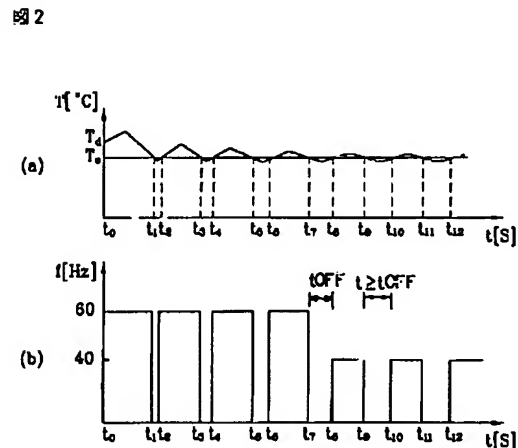 図2
T[°C]
Td
Ts
(a)
t0 t1 t2 t3 t4 t5 t6 t7 t8 t9 t10 t11 t12 t[S]
f[Hz]
tOFF t≥tOFF
60
(b)
40
t0 t1 t2 t3 t4 t5 t6 t7 t8 t9 t10 t11 t12 t[S]